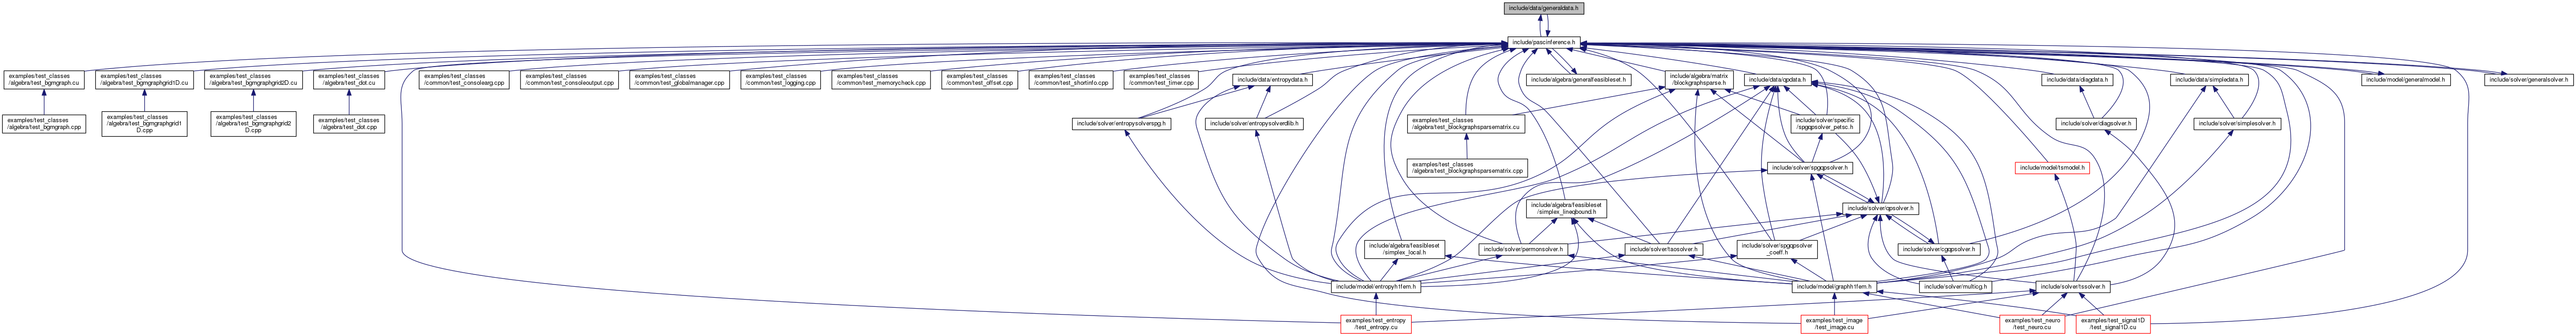 include/data/generaldata.h
include/pascinference.h
examples/test_classes
/algebra/test_bgmgraph.cu
examples/test_classes
/algebra/test_bgmgraphgrid1D.cu
examples/test_classes
/algebra/test_bgmgraphgrid2D.cu
examples/test_classes
/algebra/test_dot.cu
examples/test_classes
/common/test_consolearg.cpp
examples/test_classes
/common/test_consoleoutput.cpp
examples/test_classes
/common/test_globalmanager.cpp
examples/test_classes
/common/test_logging.cpp
examples/test_classes
/common/test_memorycheck.cpp
examples/test_classes
/common/test_offset.cpp
examples/test_classes
/common/test_shortinfo.cpp
examples/test_classes
/common/test_timer.cpp
include/data/entropydata.h
include/algebra/generalfeasibleset.h
include/algebra/matrix
/blockgraphsparse.h
include/data/qpdata.h
include/data/diagdata.h
include/data/simpledata.h
include/model/generalmodel.h
include/solver/generalsolver.h
examples/test_classes
/algebra/test_bgmgraph.cpp
examples/test_classes
/algebra/test_bgmgraphgrid1
D.cpp
examples/test_classes
/algebra/test_bgmgraphgrid2
D.cpp
examples/test_classes
/algebra/test_dot.cpp
include/solver/entropysolverspg.h
include/solver/entropysolverdlib.h
examples/test_classes
/algebra/test_blockgraphsparsematrix.cu
include/solver/specific
/spgqpsolver_petsc.h
include/solver/diagsolver.h
include/solver/simplesolver.h
examples/test_classes
/algebra/test_blockgraphsparsematrix.cpp
include/solver/spgqpsolver.h
include/model/tsmodel.h
include/algebra/feasibleset
/simplex_lineqbound.h
include/solver/qpsolver.h
include/algebra/feasibleset
/simplex_local.h
include/solver/permonsolver.h
include/solver/taosolver.h
include/solver/spgqpsolver
_coeff.h
include/solver/cgqpsolver.h
include/model/entropyh1fem.h
include/model/graphh1fem.h
include/solver/multicg.h
include/solver/tssolver.h
examples/test_entropy
/test_entropy.cu
examples/test_image
/test_image.cu
examples/test_neuro
/test_neuro.cu
examples/test_signal1D
/test_signal1D.cu